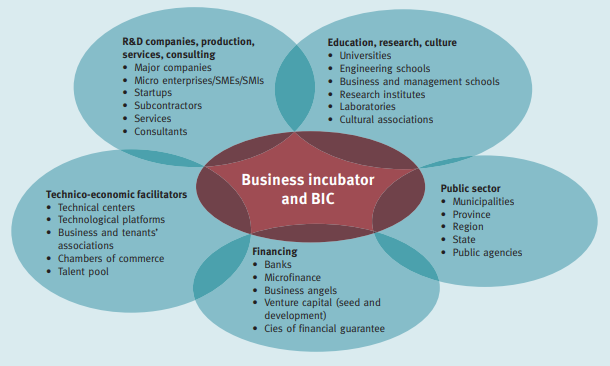 R&D companies, production,
services, consulting
• Major companies
• Micro enterprises/SMEs/SMIs
• Startups
• Subcontractors
• Services
• Consultants
Education, research, culture
• Universities
• Engineering schools
• Business and management schools
• Research institutes
• Laboratories
• Cultural associations
Business incubator
and BIC
Technico-economic facilitators
• Technical centers
• Technological platforms
• Business and tenants’
associations
• Chambers of commerce
• Talent pool
Public sector
• Municipalities
• Province
• Region
• State
• Public agencies
Financing
• Banks
• Microfinance
• Business angels
• Venture capital (seed and
development)
• Cies of financial guarantee